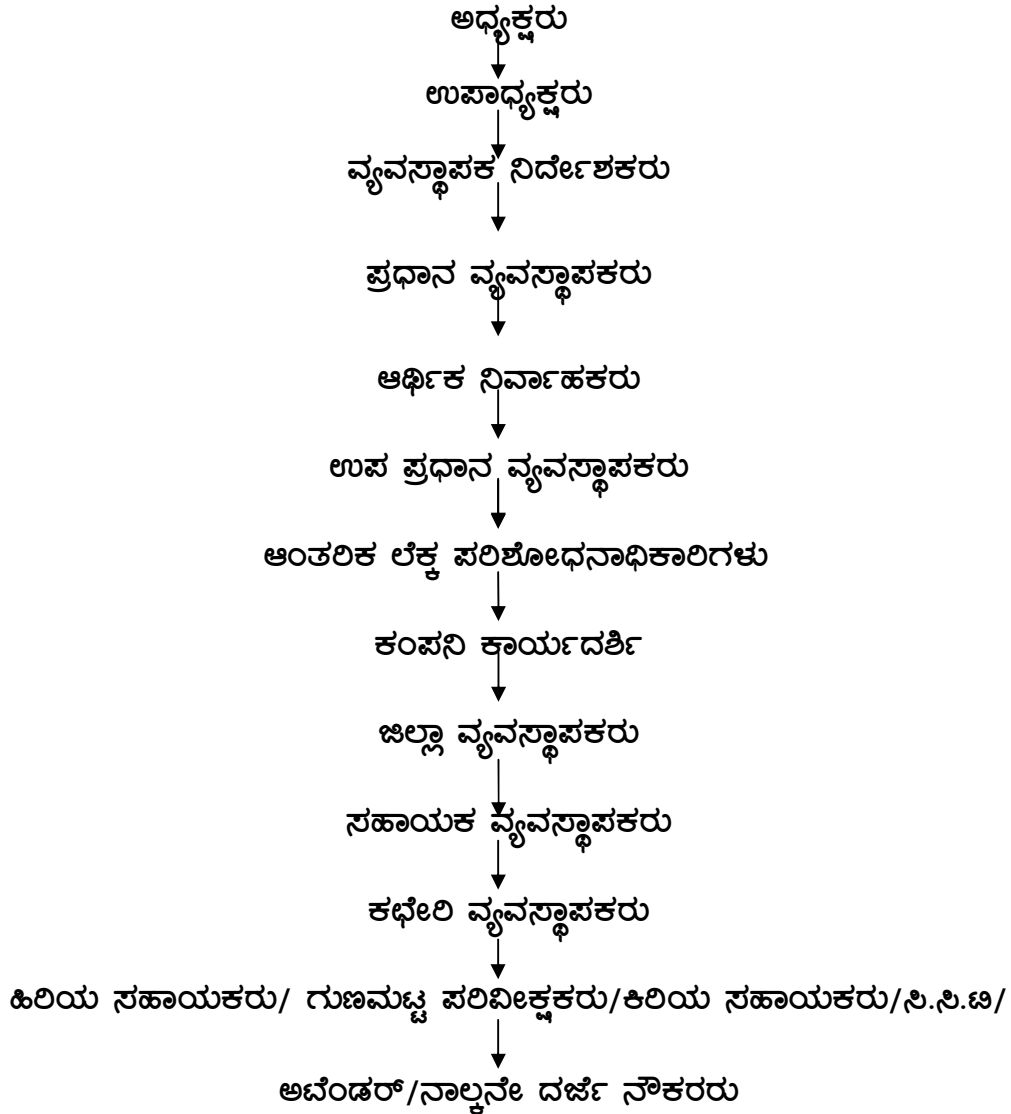 ಅಧ್ಯಕ್ಷರು
ಉಪಾಧ್ಯಕ್ಷರು
ವ್ಯವಸ್ಥಾಪಕ ನಿರ್ದೇಶಕರು
ಪ್ರಧಾನ ವ್ಯವಸ್ಥಾಪಕರು
ಆರ್ಥಿಕ ನಿರ್ವಾಹಕರು
ಉಪ ಪ್ರಧಾನ ವ್ಯವಸ್ಥಾಪಕರು
ಆಂತರಿಕ ಲೆಕ್ಕ ಪರಿಶೋಧನಾಧಿಕಾರಿಗಳು
ಕಂಪನಿ ಕಾರ್ಯದರ್ಶಿ
ಜಿಲ್ಲಾ ವ್ಯವಸ್ಥಾಪಕರು
ಸಹಾಯಕ ವ್ಯವಸ್ಥಾಪಕರು
ಕಛೇರಿ ವ್ಯವಸ್ಥಾಪಕರು
ಹಿರಿಯ ಸಹಾಯಕರು/ ಗುಣಮಟ್ಟ ಪರಿವೀಕ್ಷಕರು/ಕಿರಿಯ ಸಹಾಯಕರು/ಸಿ.ಸಿ.ಟಿ/
ಅಟೆಂಡರ್/ನಾಲ್ಕನೇ ದರ್ಜೆ ನೌಕರರು